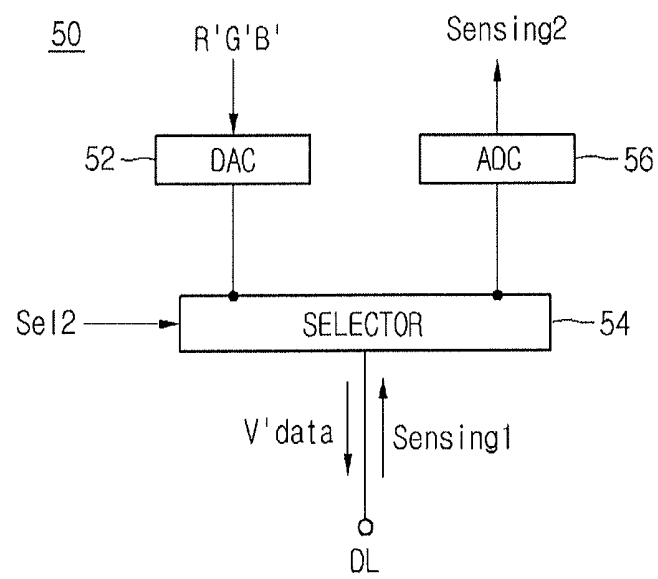 50
R'G'B'
Sensing2
52
DAC
ADC
56
Sel2
SELECTOR
54
V'data
Sensing1
DL